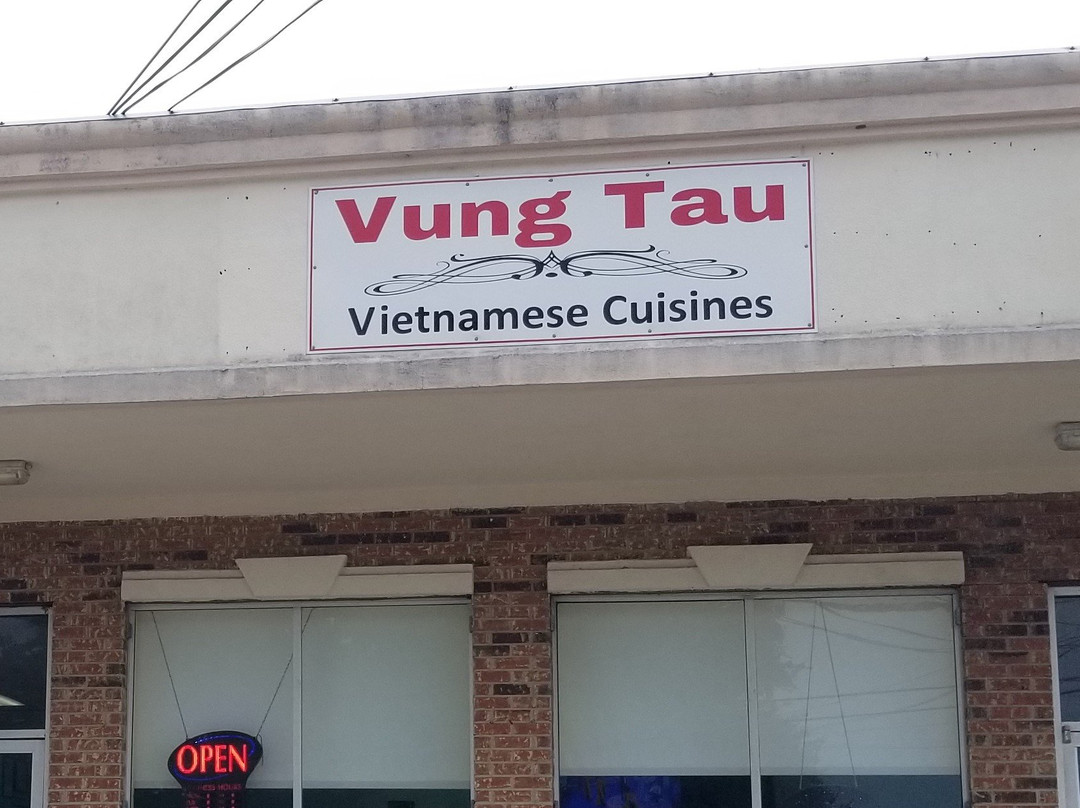 Vung Tau
Vietnamese Cuisines
OPEN